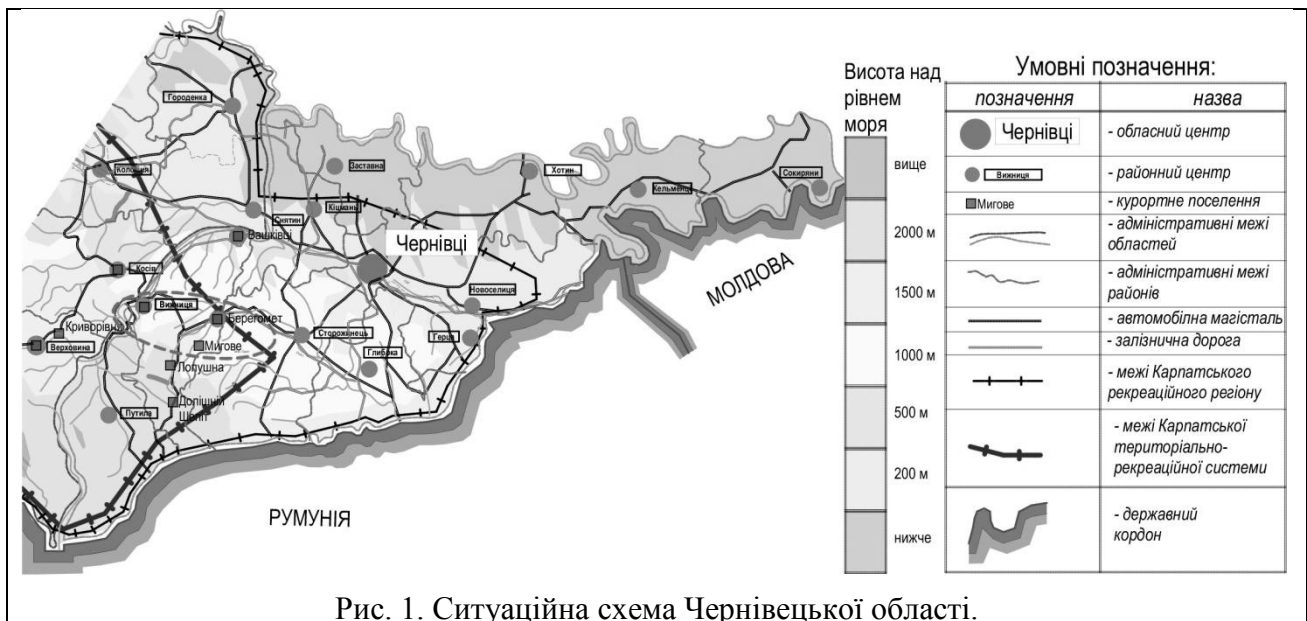 Городенка
Коломия
Заставна
Хотин
Кельменці
Сокиряни
Снятин
Кіцмань
Вашківці
Чернівці
Косів
Вижниця
Новоселиця
Криворівня
Берегомет
Сторожинець
Герца
Верховина
Мигове
Глибока
Лопушна
Путила
Долішній
Шепіт
МОЛДОВА
РУМУНІЯ
Висота над
рівнем
моря
вище
2000 м
1500 м
1000 м
500 м
200 м
нижче
Умовні позначення:
позначення
назва
Чернівці
- обласний центр
Вижниця
- районний центр
Мигове
- курортне поселення
- адміністративні межі
областей
- адміністративні межі
районів
- автомобілна магісталь
- залізнична дорога
- межі Карпатського
рекреаційного регіону
- межі Карпатської
територіально-
рекреаційної системи
- державний
кордон
Рис. 1. Ситуаційна схема Чернівецької області.